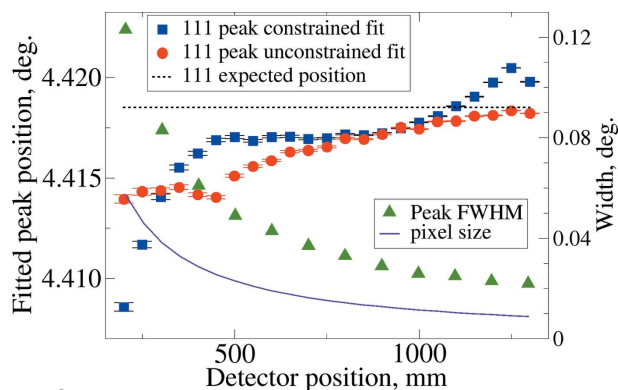 111 peak constrained fit
111 peak unconstrained fit
111 expected position
Fitted peak position, deg.
4.420
4.415
4.410
0.12
0.08
0.04
0
Width, deg.
Peak FWHM
pixel size
500
1000
Detector position, mm